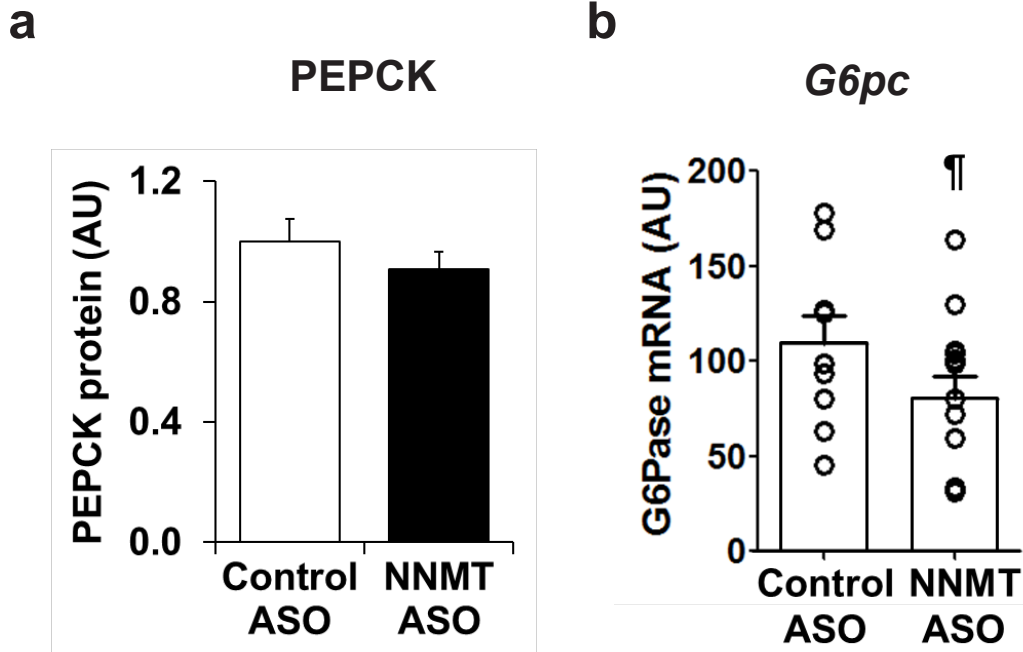 a
PEPCK
PEPCK protein (AU)
1.2
0.8
0.4
0.0
Control
ASO
NNMT
ASO
b
G6pc
G6Pase mRNA (AU)
200
150
100
50
0
¶
Control
ASO
NNMT
ASO